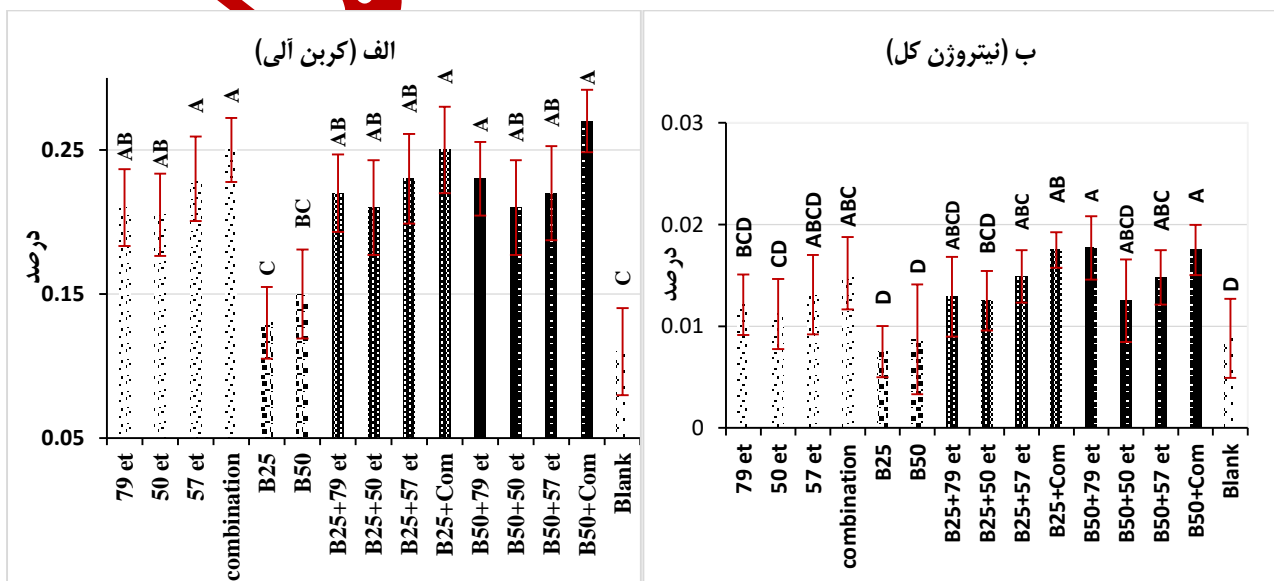 الف (کربن آلی)
درصد
0.25
0.15
0.05
AB
AB
A
A
C
BC
AB
AB
AB
A
A
AB
AB
A
C
79 et
50 et
57 et
combination
B25
B50
B25+79 et
B25+50 et
B25+57 et
B25+Com
B50+79 et
B50+50 et
B50+57 et
B50+Com
Blank
ب (نیتروژن کل)
درصد
0.03
0.02
0.01
0
BCD
CD
ABCD
ABC
D
D
ABCD
BCD
ABC
AB
A
ABCD
ABC
A
D
79 et
50 et
57 et
combination
B25
B50
B25+79 et
B25+50 et
B25+57 et
B25+Com
B50+79 et
B50+50 et
B50+57 et
B50+Com
Blank